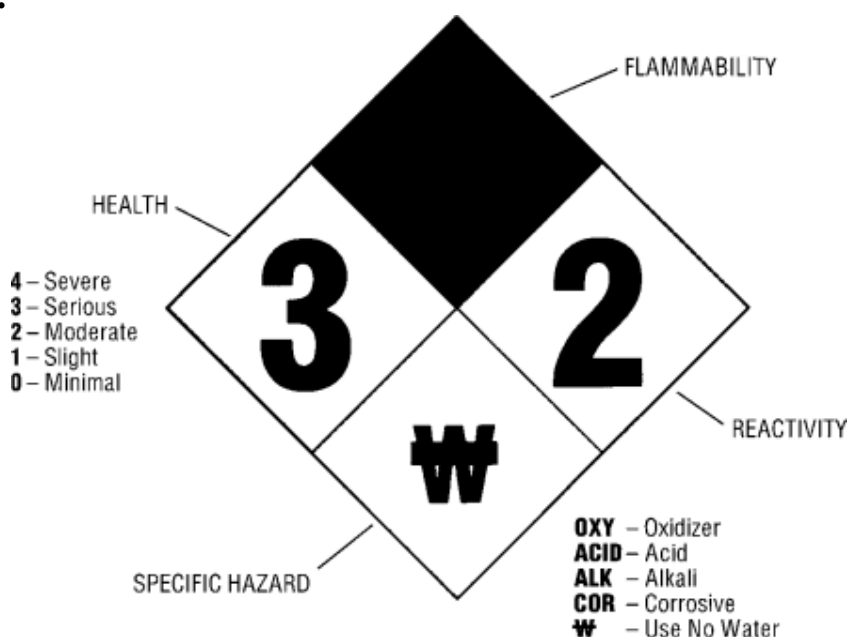 FLAMMABILITY
HEALTH
4 – Severe
3 – Serious
2 – Moderate
1 – Slight
0 – Minimal
3
2
W
REACTIVITY
SPECIFIC HAZARD
OXY – Oxidizer
ACID – Acid
ALK – Alkali
COR – Corrosive
W – Use No Water